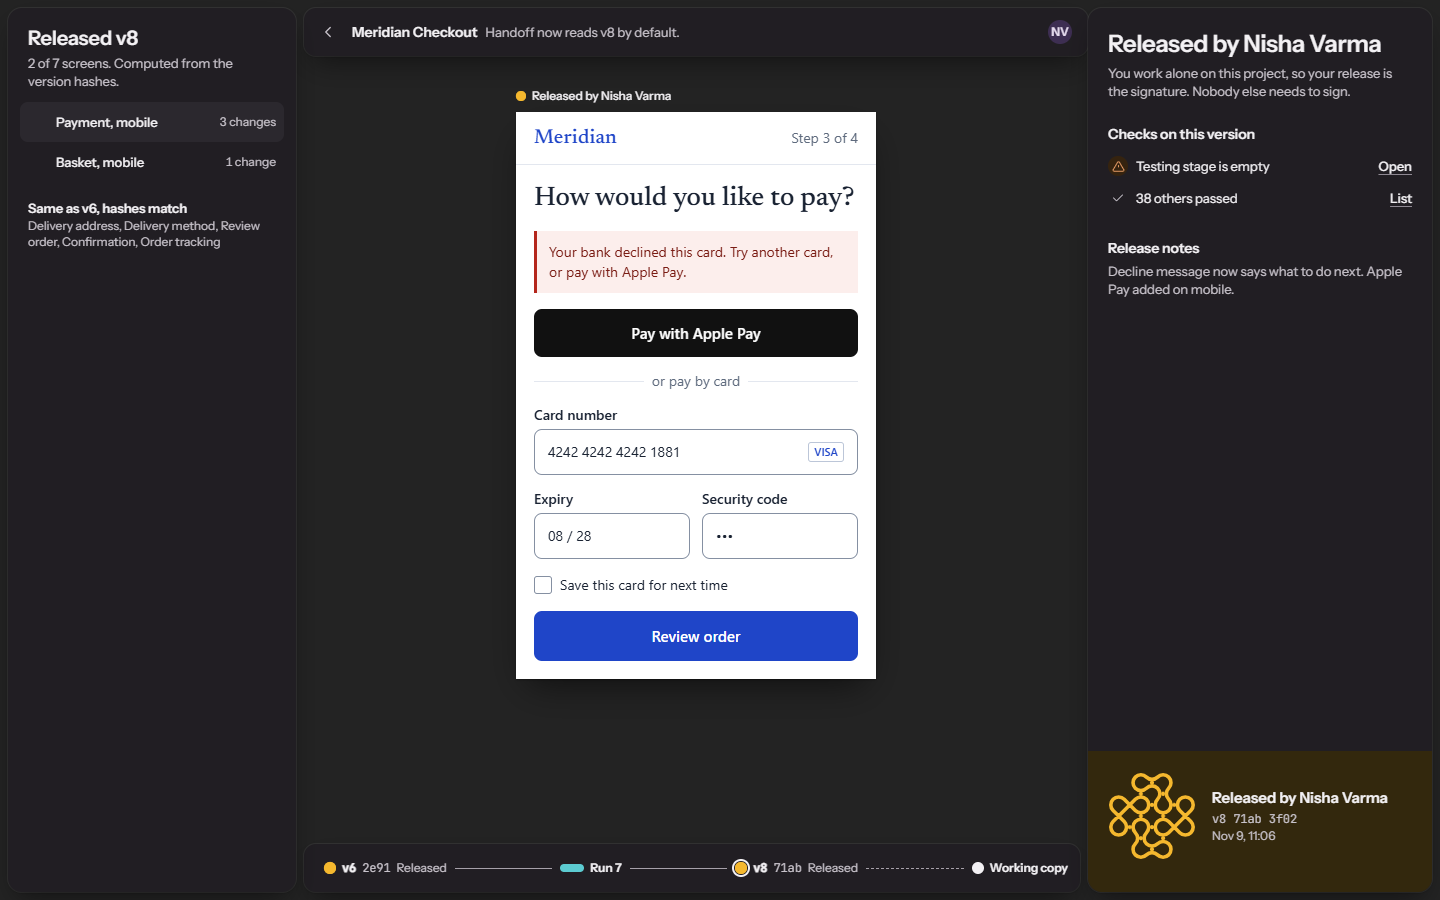 Released v8
2 of 7 screens. Computed from the
version hashes.
Payment, mobile 3 changes
Basket, mobile 1 change
Same as v6, hashes match
Delivery address, Delivery method, Review
order, Confirmation, Order tracking
Meridian Checkout Handoff now reads v8 by default.
NV
Released by Nisha Varma
Meridian Step 3 of 4
How would you like to pay?
Your bank declined this card. Try another card,
or pay with Apple Pay.
Pay with Apple Pay
or pay by card
Card number
4242 4242 4242 1881 VISA
Expiry Security code
08 / 28 •••
Save this card for next time
Review order
v6 2e91 Released Run 7 v8 71ab Released Working copy
Released by Nisha Varma
You work alone on this project, so your release is
the signature. Nobody else needs to sign.
Checks on this version
Testing stage is empty Open
38 others passed List
Release notes
Decline message now says what to do next. Apple
Pay added on mobile.
Released by Nisha Varma
v8 71ab 3f02
Nov 9, 11:06